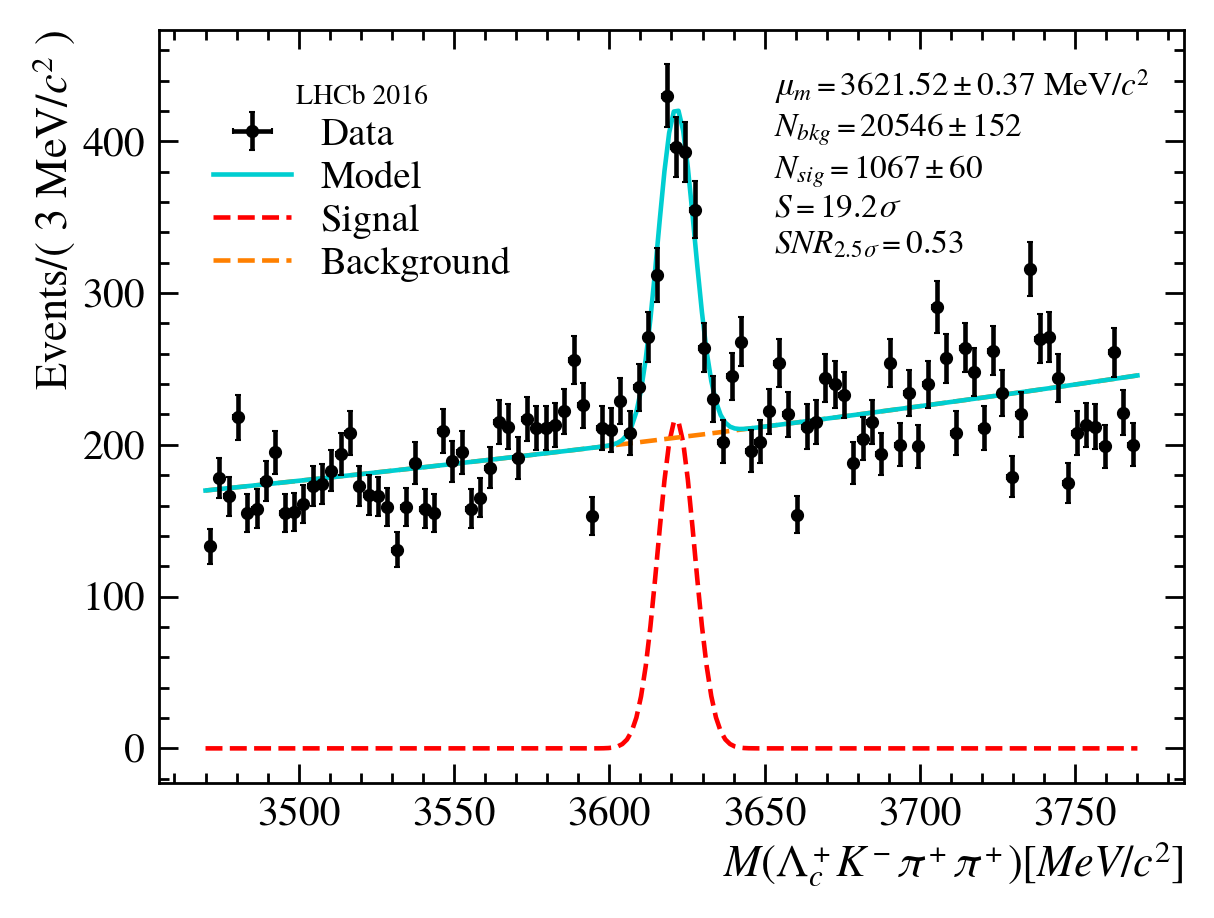 Events/( 3 MeV/c² )
400
300
200
100
0
LHCb 2016
Data
Model
Signal
Background
μₘ = 3621.52 ± 0.37 MeV/c²
N_bkg = 20546 ± 152
N_sig = 1067 ± 60
S = 19.2σ
SNR_2.5σ = 0.53
3500 3550 3600 3650 3700 3750
M(Λ_c⁺K⁻π⁺π⁺)[MeV/c²]